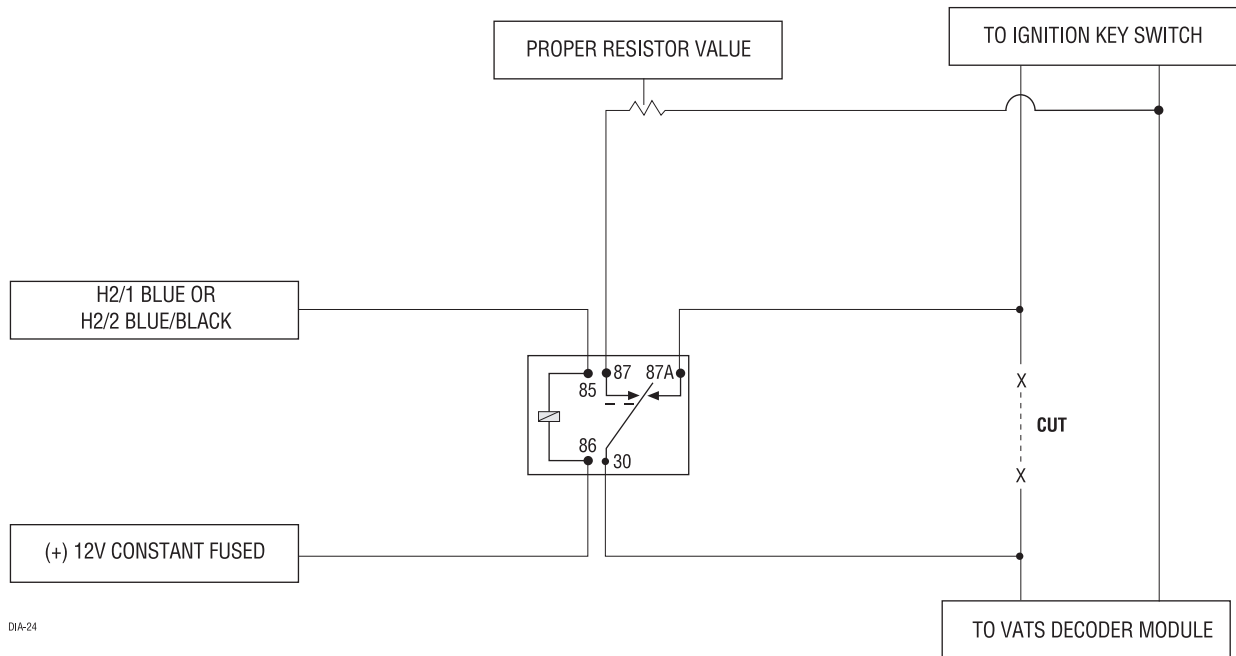 PROPER RESISTOR VALUE
TO IGNITION KEY SWITCH
H2/1 BLUE OR
H2/2 BLUE/BLACK
87
87A
85
86
30
X
CUT
X
(+) 12V CONSTANT FUSED
TO VATS DECODER MODULE
DIA-24